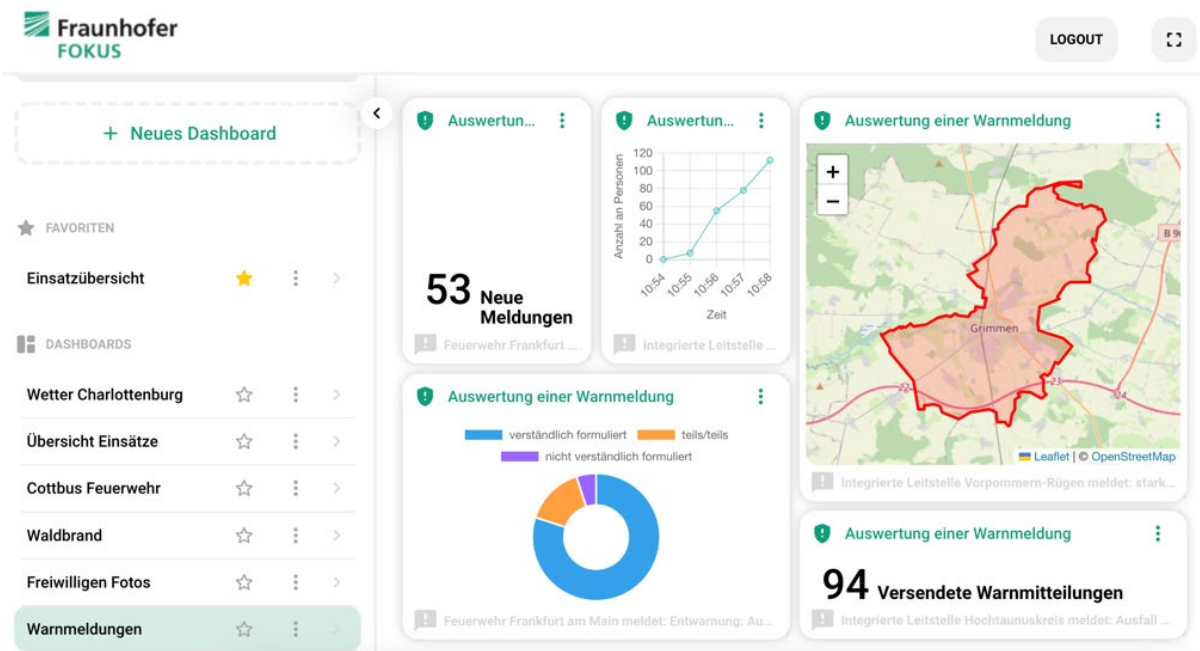 Fraunhofer
FOKUS
LOGOUT
+ Neues Dashboard
FAVORITEN
Einsatzübersicht
DASHBOARDS
Wetter Charlottenburg
Übersicht Einsätze
Cottbus Feuerwehr
Waldbrand
Freiwilligen Fotos
Warnmeldungen
Auswertun...
53 Neue
Meldungen
Feuerwehr Frankfurt ...
Auswertun...
Anzahl an Personen
120
100
80
60
40
20
0
10:54 10:55 10:56 10:57 10:58
Zeit
Integrierte Leitstelle ...
Auswertung einer Warnmeldung
+
−
B 9
Grimmen
22
23
24
Leaflet | © OpenStreetMap
Integrierte Leitstelle Vorpommern-Rügen meldet: stark...
Auswertung einer Warnmeldung
verständlich formuliert teils/teils
nicht verständlich formuliert
Feuerwehr Frankfurt am Main meldet: Entwarnung: Au...
Auswertung einer Warnmeldung
94 Versendete Warnmitteilungen
Integrierte Leitstelle Hochtaunuskreis meldet: Ausfall ...